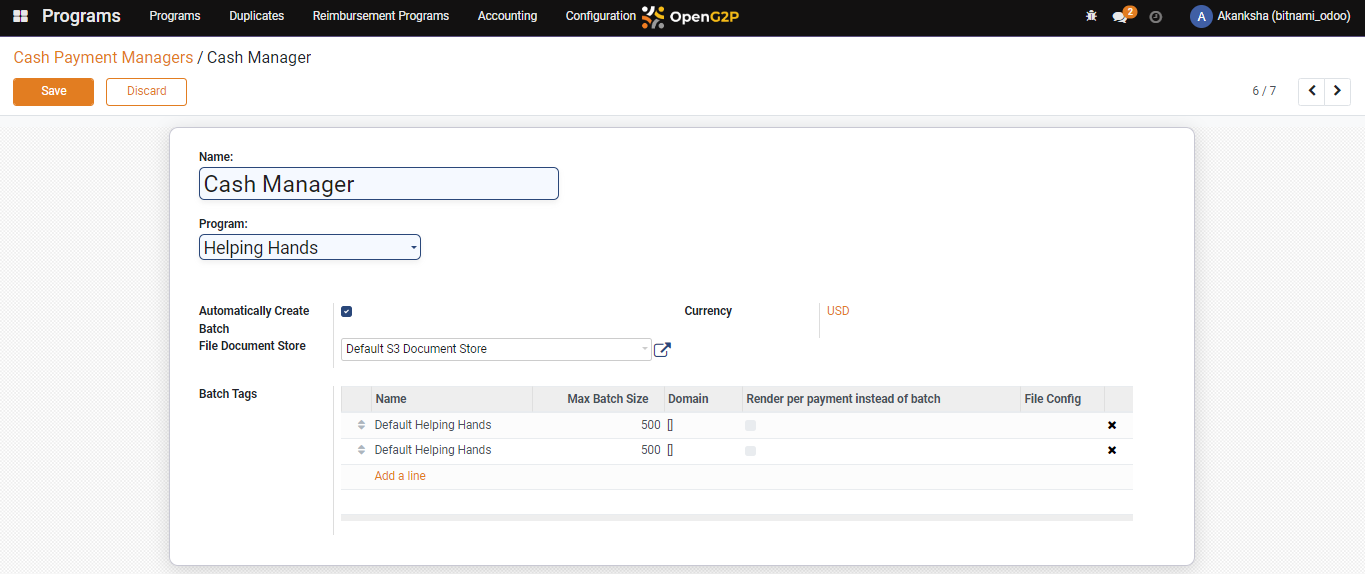 Programs Programs Duplicates Reimbursement Programs Accounting Configuration OpenG2P 2 A Akanksha (bitnami_odoo)
Cash Payment Managers / Cash Manager
Save Discard 6 / 7
Name:
Cash Manager
Program:
Helping Hands
Automatically Create Batch
Currency USD
File Document Store Default S3 Document Store
Batch Tags
Name Max Batch Size Domain Render per payment instead of batch File Config
Default Helping Hands 500 []
Default Helping Hands 500 []
Add a line